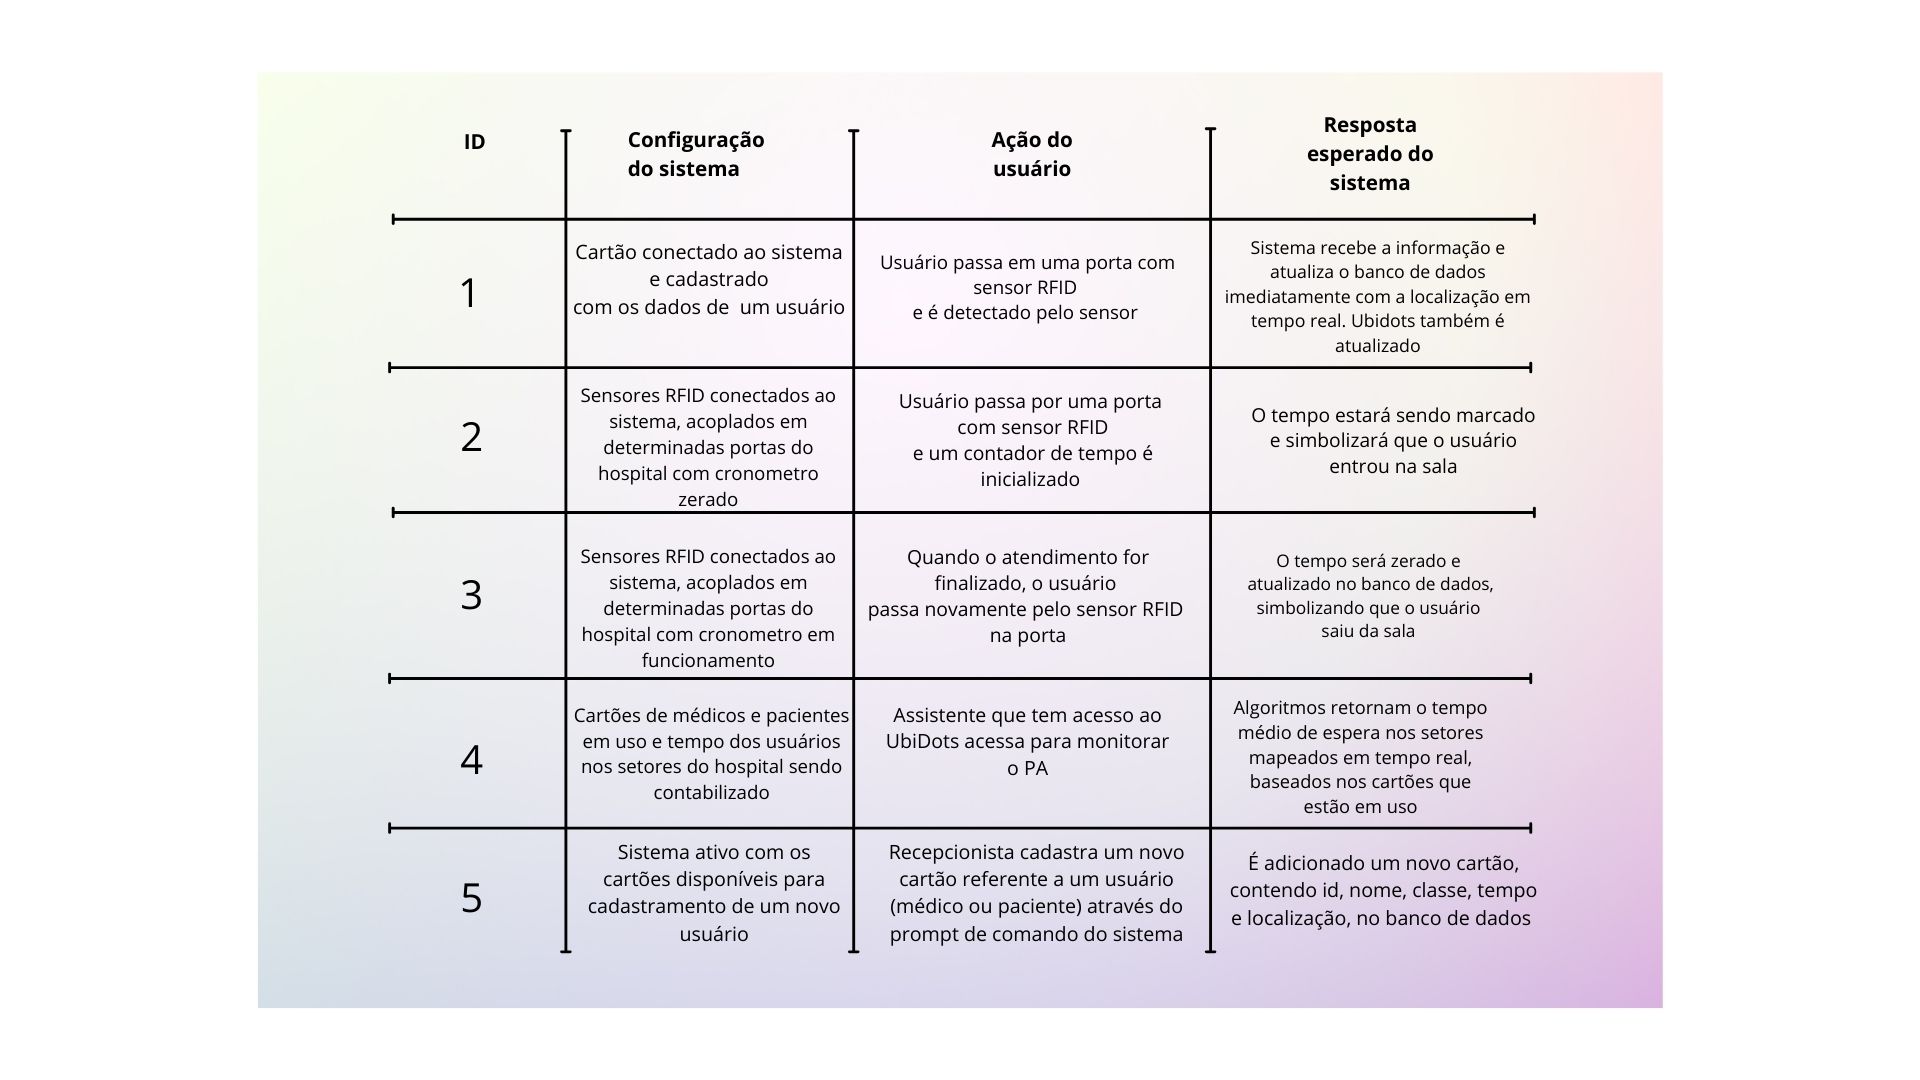 ID
Configuração
do sistema
Ação do
usuário
Resposta
esperado do
sistema
1
Cartão conectado ao sistema
e cadastrado
com os dados de  um usuário
Usuário passa em uma porta com
sensor RFID
e é detectado pelo sensor
Sistema recebe a informação e
atualiza o banco de dados
imediatamente com a localização em
tempo real. Ubidots também é
atualizado
2
Sensores RFID conectados ao
sistema, acoplados em
determinadas portas do
hospital com cronometro
zerado
Usuário passa por uma porta
com sensor RFID
e um contador de tempo é
inicializado
O tempo estará sendo marcado
e simbolizará que o usuário
entrou na sala
3
Sensores RFID conectados ao
sistema, acoplados em
determinadas portas do
hospital com cronometro em
funcionamento
Quando o atendimento for
finalizado, o usuário
passa novamente pelo sensor RFID
na porta
O tempo será zerado e
atualizado no banco de dados,
simbolizando que o usuário
saiu da sala
4
Cartões de médicos e pacientes
em uso e tempo dos usuários
nos setores do hospital sendo
contabilizado
Assistente que tem acesso ao
UbiDots acessa para monitorar
o PA
Algoritmos retornam o tempo
médio de espera nos setores
mapeados em tempo real,
baseados nos cartões que
estão em uso
5
Sistema ativo com os
cartões disponíveis para
cadastramento de um novo
usuário
Recepcionista cadastra um novo
cartão referente a um usuário
(médico ou paciente) através do
prompt de comando do sistema
É adicionado um novo cartão,
contendo id, nome, classe, tempo
e localização, no banco de dados